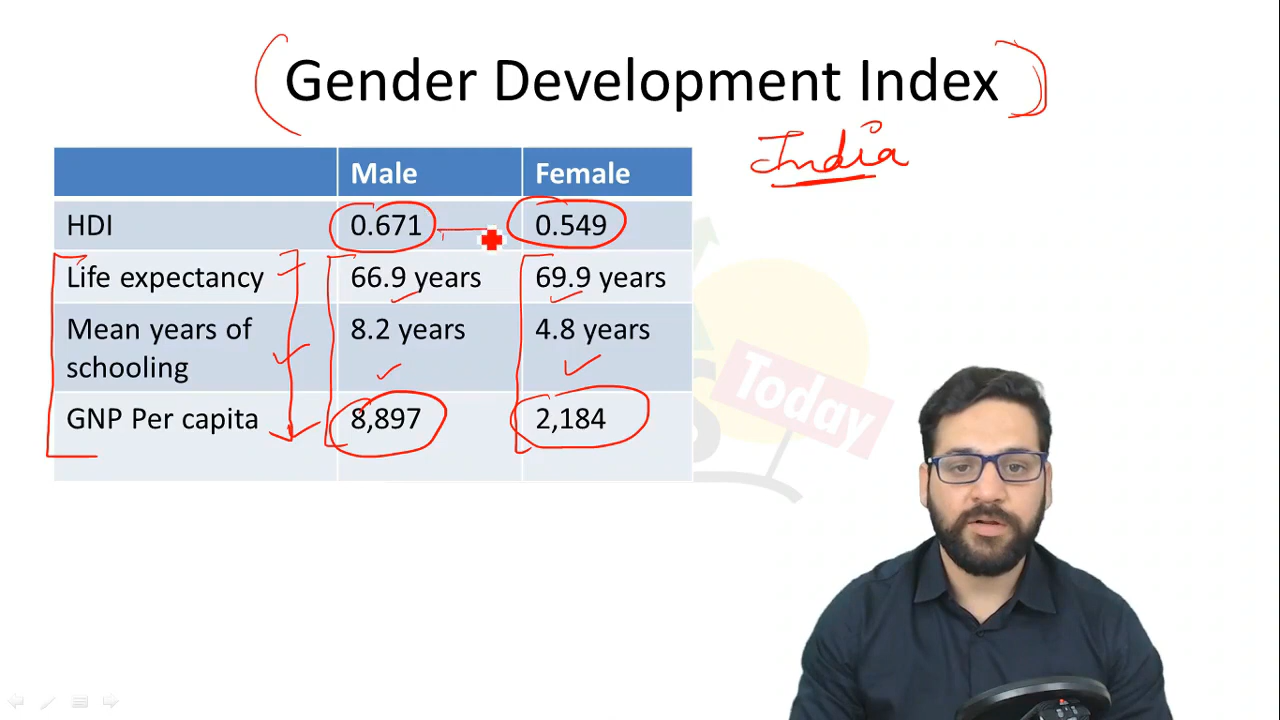 Gender Development Index
India
Male Female
HDI 0.671 0.549
Life expectancy 66.9 years 69.9 years
Mean years of schooling 8.2 years 4.8 years
GNP Per capita 8,897 2,184
Today